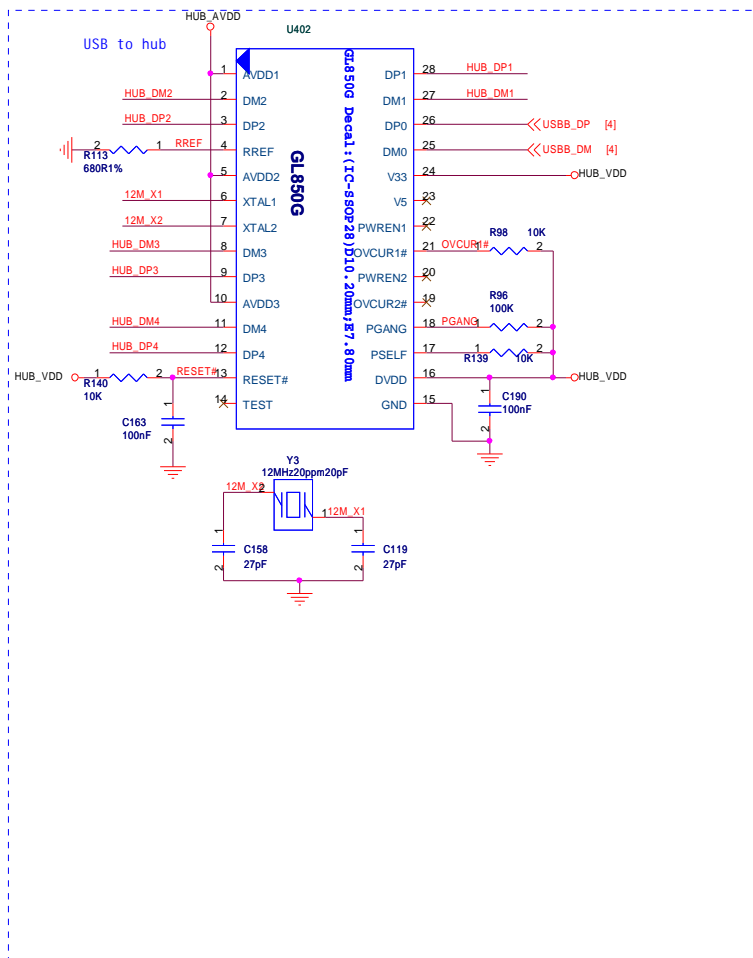 HUB_AVDD
U402
USB to hub
1 AVDD1
HUB_DM2 2 DM2
HUB_DP2 3 DP2
2 1 RREF 4 RREF
R113
680R1%
5 AVDD2
12M_X1 6 XTAL1
12M_X2 7 XTAL2
HUB_DM3 8 DM3
HUB_DP3 9 DP3
10 AVDD3
HUB_DM4 11 DM4
HUB_DP4 12 DP4
HUB_VDD 1 2 RESET# 13 RESET#
R140
10K
14 TEST
C163
100nF
1
2
GL850G
GL850G Decal:(IC-SSOP28)D10.20mm;E7.80mm
DP1 28 HUB_DP1
DM1 27 HUB_DM1
DP0 26 USBB_DP [4]
DM0 25 USBB_DM [4]
V33 24 HUB_VDD
V5 23
PWREN1 22
OVCUR1# 21 OVCUR1# 1 R98 10K 2
PWREN2 20
OVCUR2# 19
R96
100K
PGANG 18 PGANG 1 2
PSELF 17 1 2
R139 10K
DVDD 16 HUB_VDD
GND 15
C190
100nF
1
2
Y3
12MHz20ppm20pF
12M_X2 2
1 12M_X1
1 1
C158 C119
27pF 27pF
2 2